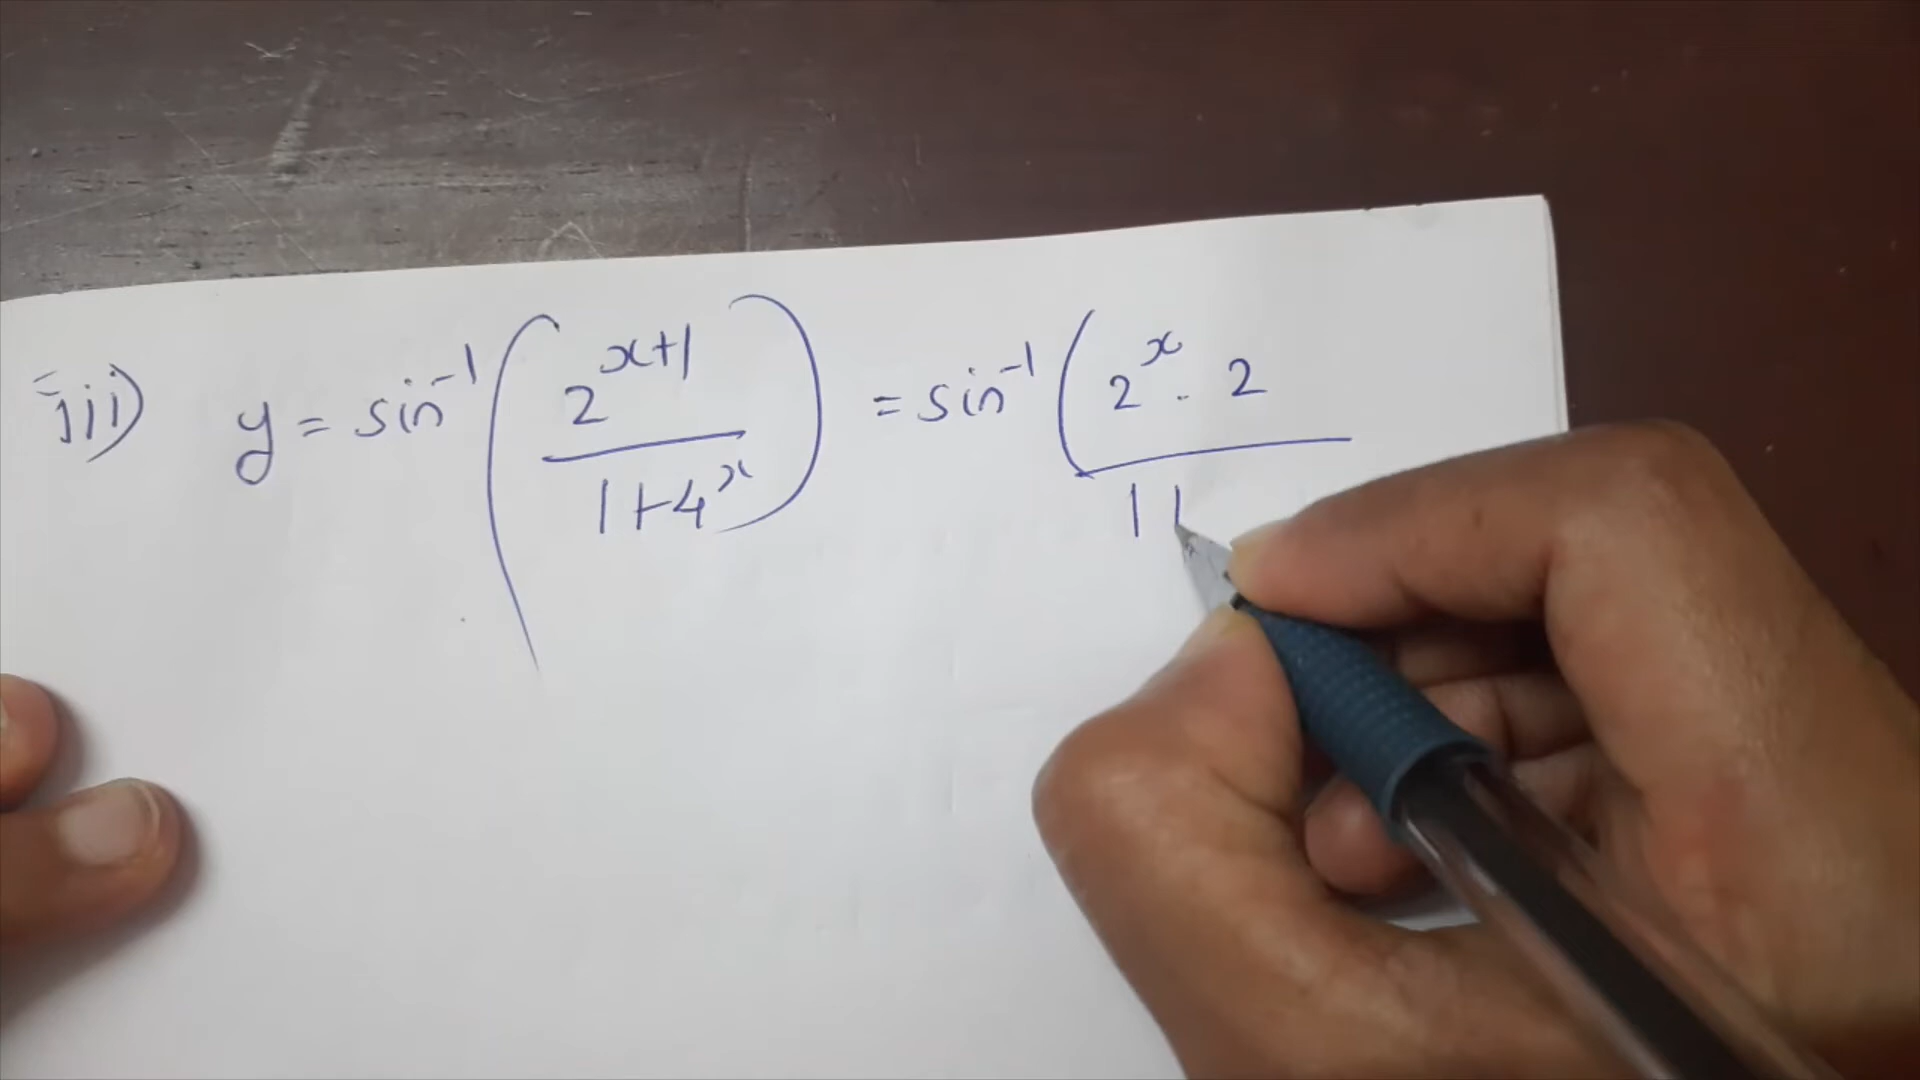 iii) y = sin⁻¹ ( 2^(x+1) / 1+4^x ) = sin⁻¹ ( 2^x . 2 / 1 |